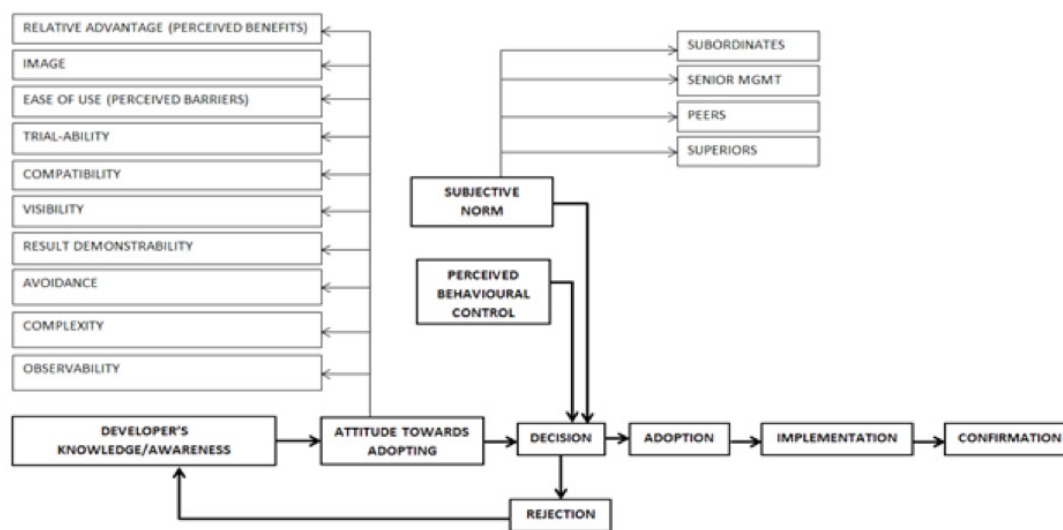 RELATIVE ADVANTAGE (PERCEIVED BENEFITS)
IMAGE
EASE OF USE (PERCEIVED BARRIERS)
TRIAL-ABILITY
COMPATIBILITY
VISIBILITY
RESULT DEMONSTRABILITY
AVOIDANCE
COMPLEXITY
OBSERVABILITY
SUBORDINATES
SENIOR MGMT
PEERS
SUPERIORS
SUBJECTIVE
NORM
PERCEIVED
BEHAVIOURAL
CONTROL
DEVELOPER'S
KNOWLEDGE/AWARENESS
ATTITUDE TOWARDS
ADOPTING
DECISION
ADOPTION
IMPLEMENTATION
CONFIRMATION
REJECTION